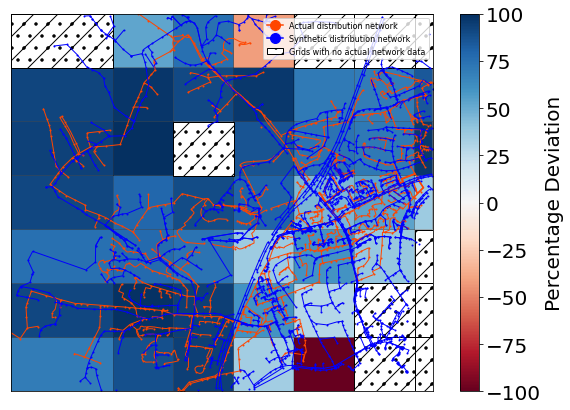 Actual distribution network
Synthetic distribution network
Grids with no actual network data
100
75
50
25
0
−25
−50
−75
−100
Percentage Deviation